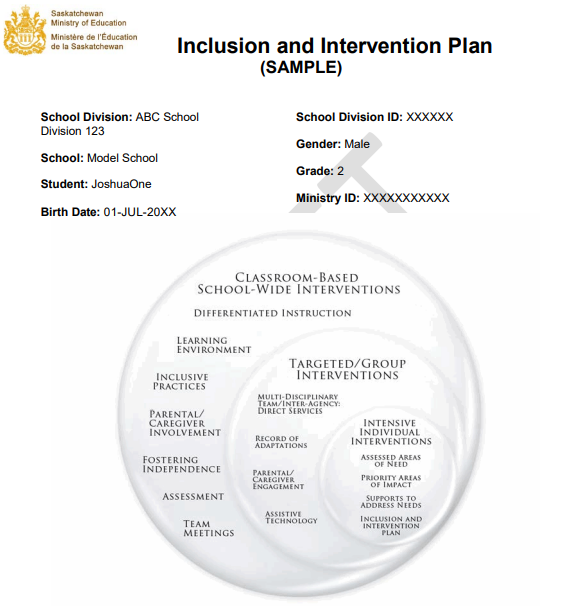 Saskatchewan
Ministry of Education
Ministère de l'Éducation
de la Saskatchewan
Inclusion and Intervention Plan
(SAMPLE)
School Division: ABC School
Division 123
School: Model School
Student: JoshuaOne
Birth Date: 01-JUL-20XX
School Division ID: XXXXXX
Gender: Male
Grade: 2
Ministry ID: XXXXXXXXXXX
CLASSROOM-BASED
SCHOOL-WIDE INTERVENTIONS
DIFFERENTIATED INSTRUCTION
LEARNING
ENVIRONMENT
INCLUSIVE
PRACTICES
PARENTAL/
CAREGIVER
INVOLVEMENT
FOSTERING
INDEPENDENCE
ASSESSMENT
TEAM
MEETINGS
TARGETED/GROUP
INTERVENTIONS
MULTI-DISCIPLINARY
TEAM/INTER-AGENCY:
DIRECT SERVICES
RECORD OF
ADAPTATIONS
PARENTAL/
CAREGIVER
ENGAGEMENT
ASSISTIVE
TECHNOLOGY
INTENSIVE
INDIVIDUAL
INTERVENTIONS
ASSESSED AREAS
OF NEED
PRIORITY AREAS
OF IMPACT
SUPPORTS TO
ADDRESS NEEDS
INCLUSION AND
INTERVENTION
PLAN